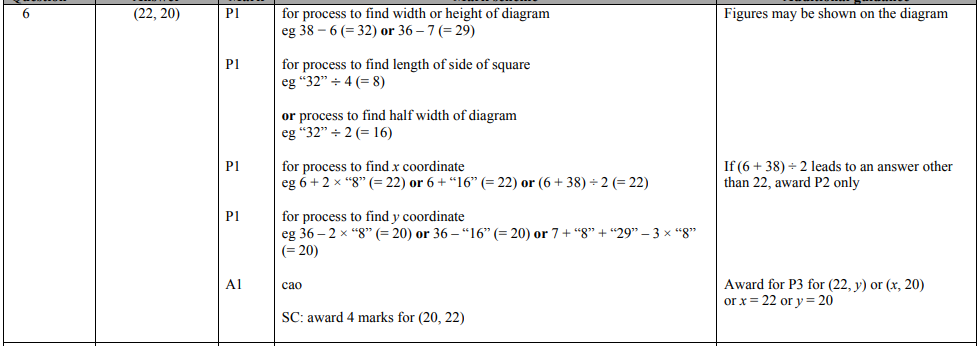 6 (22, 20) P1 for process to find width or height of diagram Figures may be shown on the diagram
eg 38 – 6 (= 32) or 36 – 7 (= 29)
P1 for process to find length of side of square
eg “32” ÷ 4 (= 8)
or process to find half width of diagram
eg “32” ÷ 2 (= 16)
P1 for process to find x coordinate If (6 + 38) ÷ 2 leads to an answer other
eg 6 + 2 × “8” (= 22) or 6 + “16” (= 22) or (6 + 38) ÷ 2 (= 22) than 22, award P2 only
P1 for process to find y coordinate
eg 36 – 2 × “8” (= 20) or 36 – “16” (= 20) or 7 + “8” + “29” – 3 × “8”
(= 20)
A1 cao Award for P3 for (22, y) or (x, 20)
or x = 22 or y = 20
SC: award 4 marks for (20, 22)